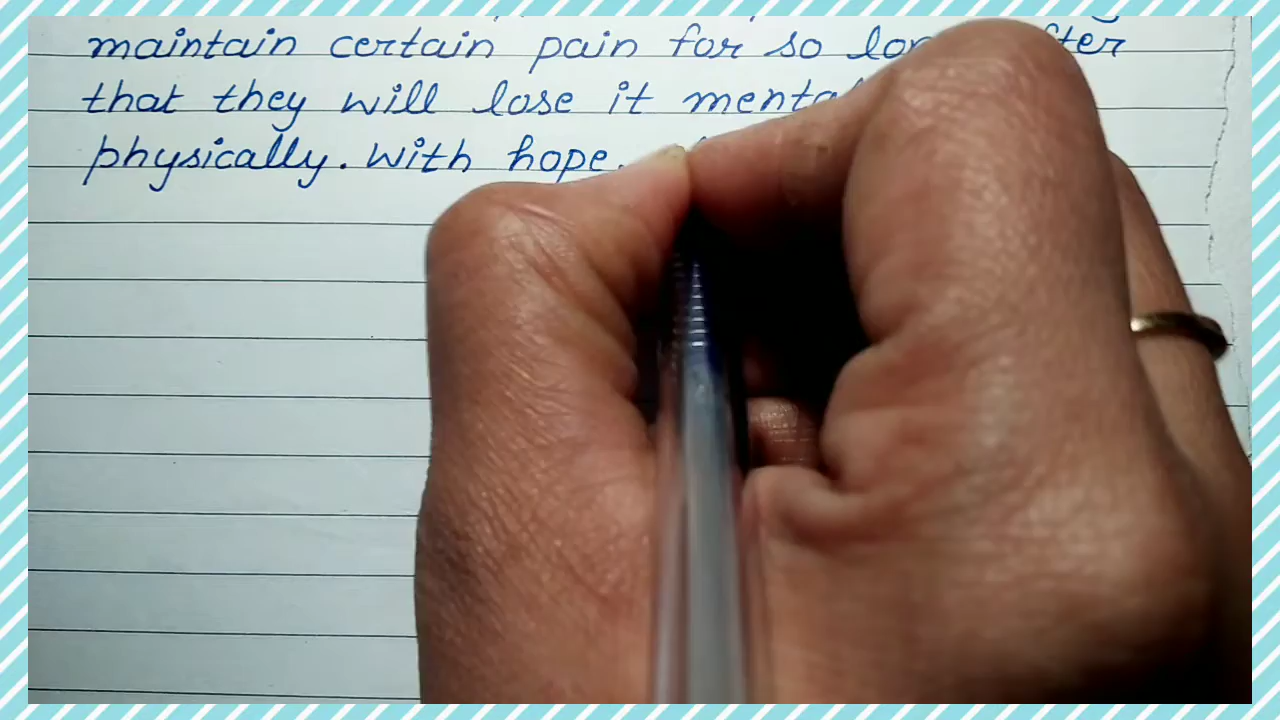 maintain certain pain for so
that they will lose it
physically. With hope